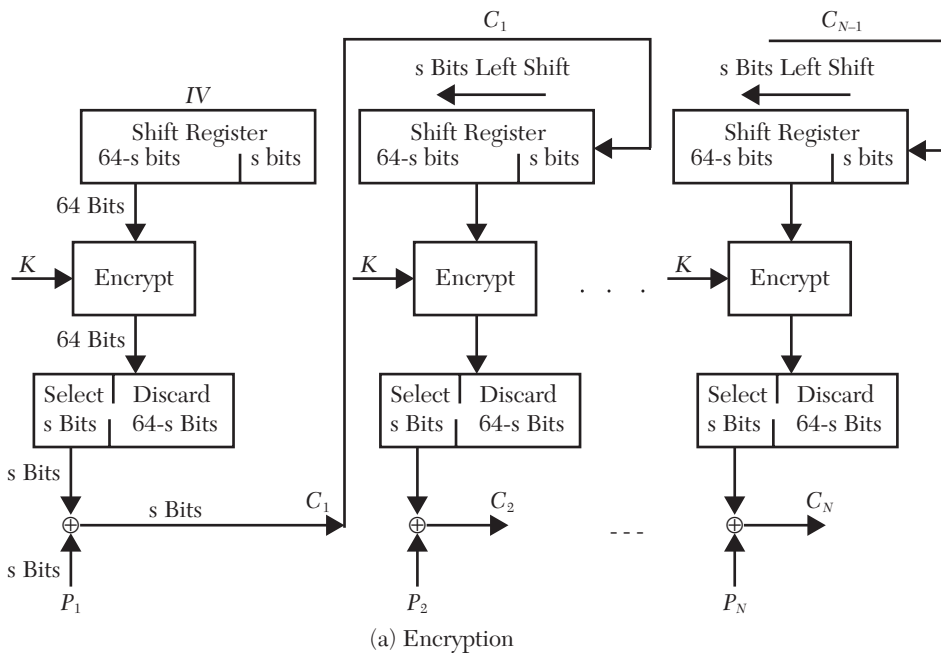 C1
CN–1
s Bits Left Shift
s Bits Left Shift
IV
Shift Register
64-s bits
s bits
Shift Register
64-s bits
s bits
Shift Register
64-s bits
s bits
64 Bits
K
Encrypt
K
Encrypt
. . .
K
Encrypt
64 Bits
Select
s Bits
Discard
64-s Bits
Select
s Bits
Discard
64-s Bits
Select
s Bits
Discard
64-s Bits
s Bits
⊕
s Bits
C1
⊕
C2
---
⊕
CN
s Bits
P1
P2
PN
(a) Encryption